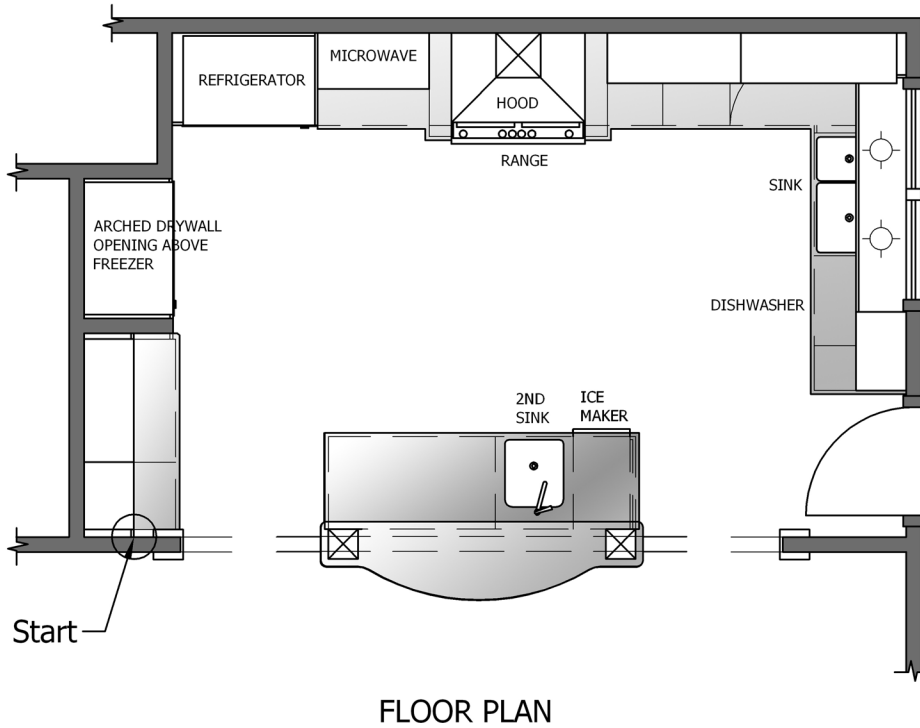 MICROWAVE
REFRIGERATOR
HOOD
RANGE
SINK
ARCHED DRYWALL
OPENING ABOVE
FREEZER
DISHWASHER
2ND
SINK
ICE
MAKER
Start
FLOOR PLAN